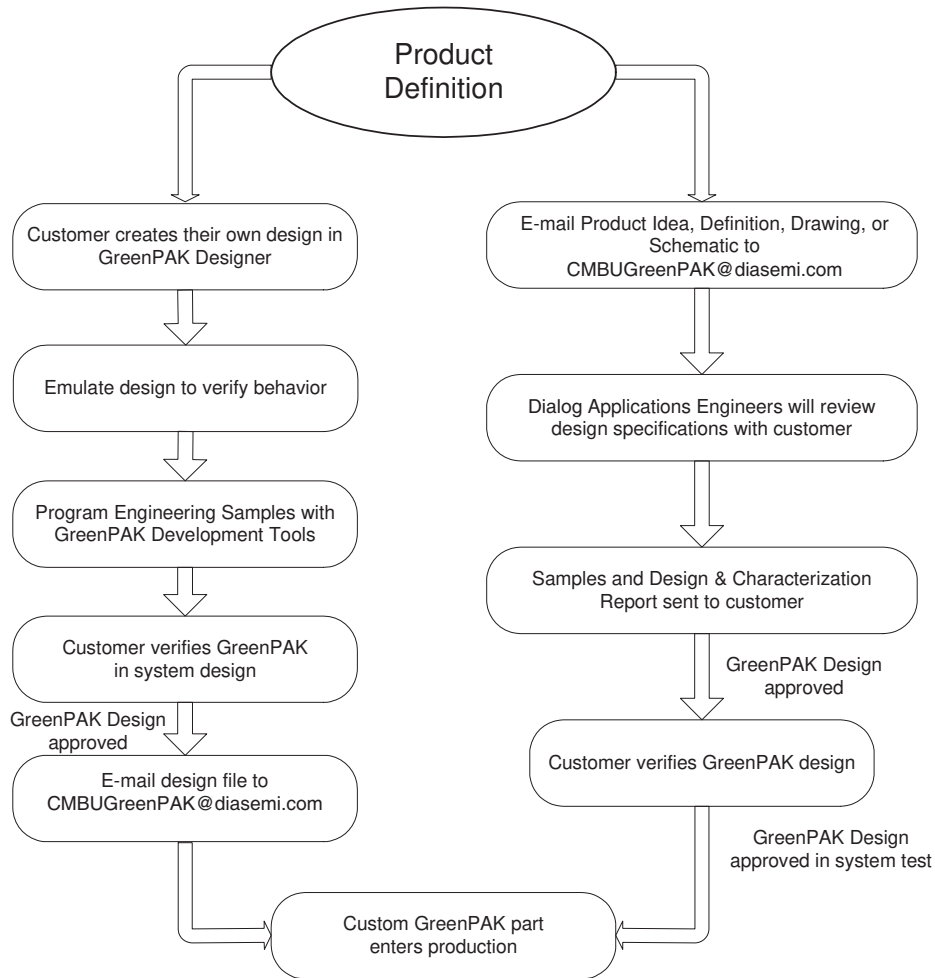 Product
Definition
Customer creates their own design in
GreenPAK Designer
Emulate design to verify behavior
Program Engineering Samples with
GreenPAK Development Tools
Customer verifies GreenPAK
in system design
GreenPAK Design
approved
E-mail design file to
CMBUGreenPAK@diasemi.com
E-mail Product Idea, Definition, Drawing, or
Schematic to
CMBUGreenPAK@diasemi.com
Dialog Applications Engineers will review
design specifications with customer
Samples and Design & Characterization
Report sent to customer
GreenPAK Design
approved
Customer verifies GreenPAK design
GreenPAK Design
approved in system test
Custom GreenPAK part
enters production